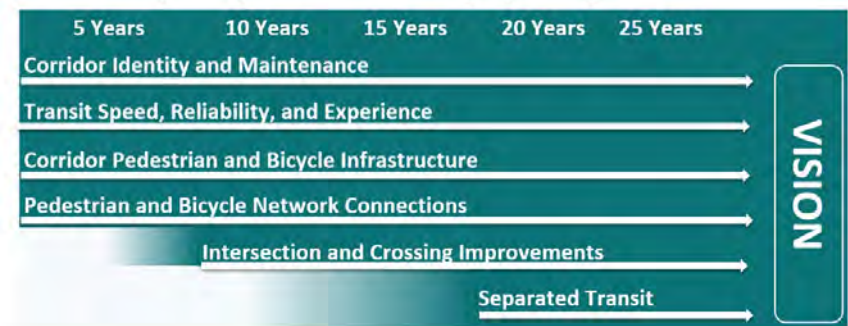 5 Years 10 Years 15 Years 20 Years 25 Years
Corridor Identity and Maintenance
Transit Speed, Reliability, and Experience
Corridor Pedestrian and Bicycle Infrastructure
Pedestrian and Bicycle Network Connections
Intersection and Crossing Improvements
Separated Transit
VISION